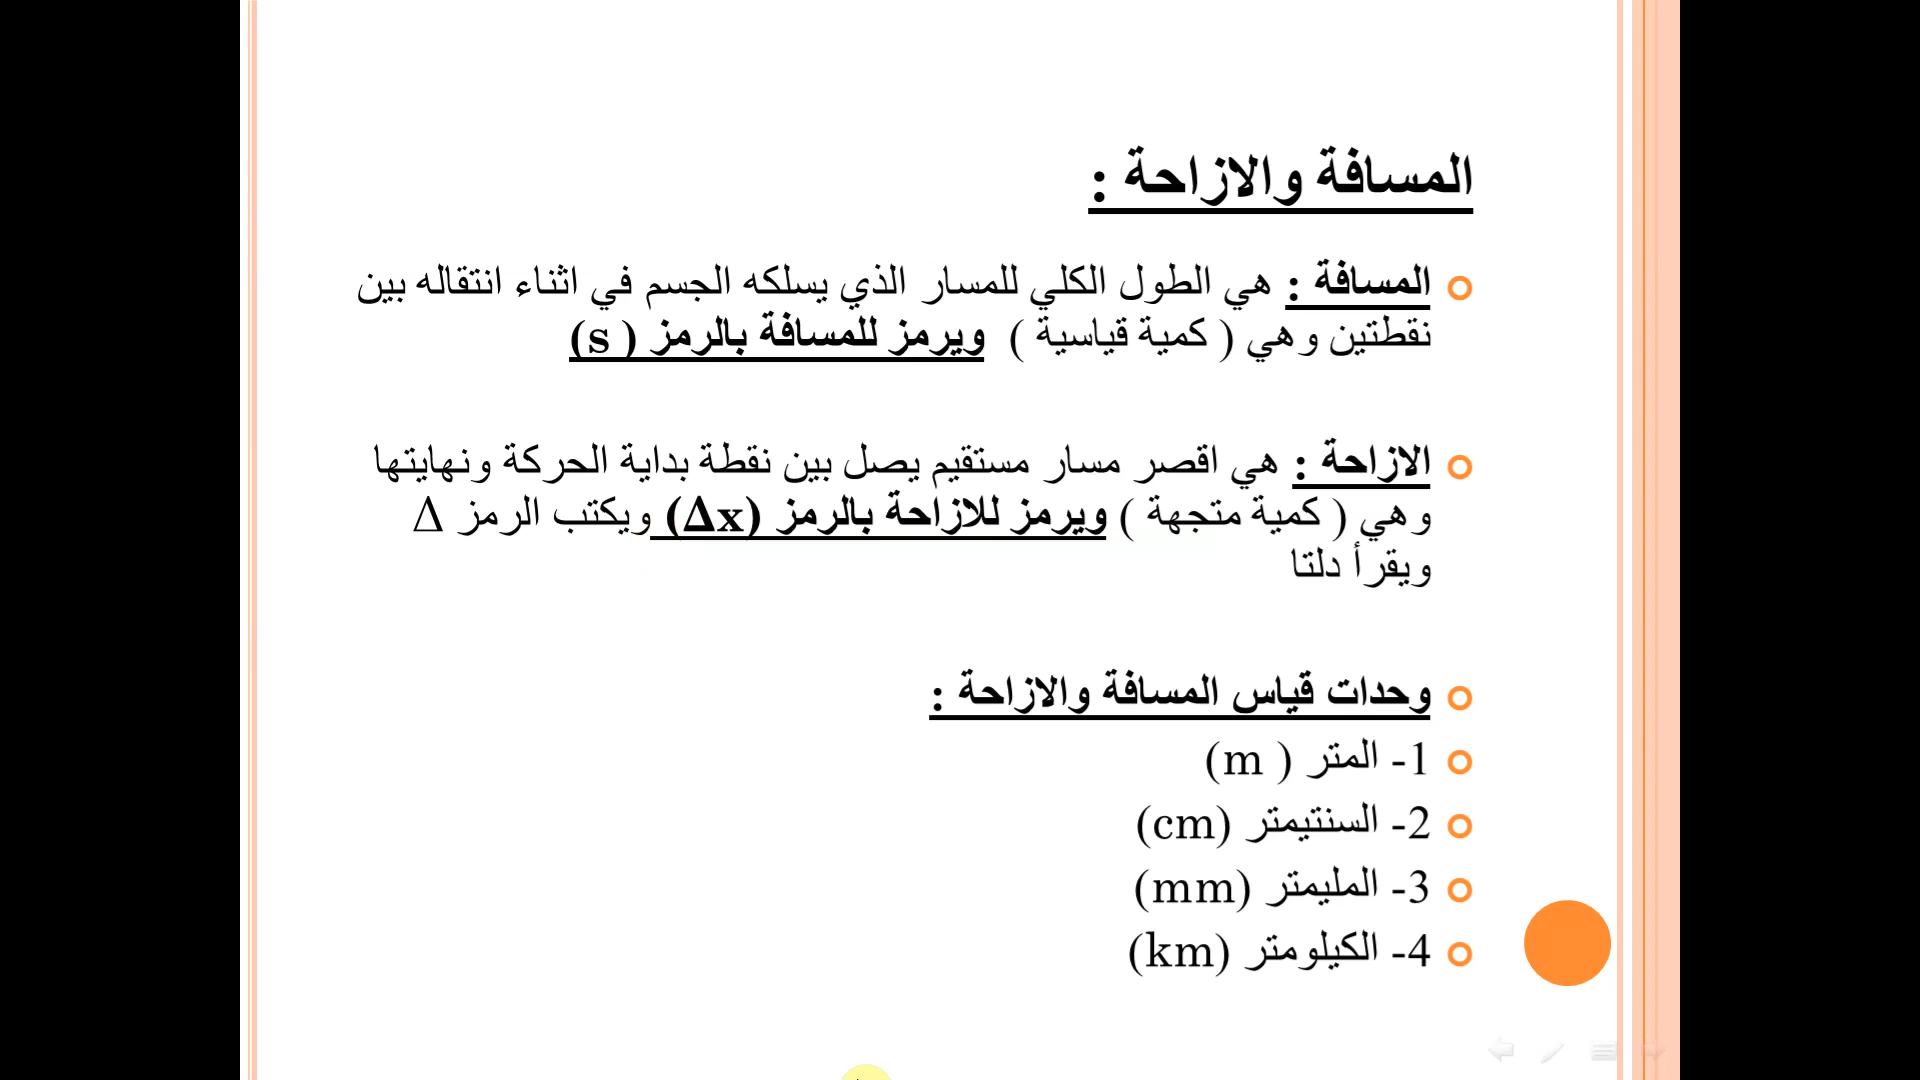 المسافة والازاحة :
المسافة : هي الطول الكلي للمسار الذي يسلكه الجسم في اثناء انتقاله بين
نقطتين وهي ( كمية قياسية ) ويرمز للمسافة بالرمز ( s)
الازاحة : هي اقصر مسار مستقيم يصل بين نقطة بداية الحركة ونهايتها
وهي ( كمية متجهة ) ويرمز للازاحة بالرمز (Δx) ويكتب الرمز Δ
ويقرأ دلتا
وحدات قياس المسافة والازاحة :
1- المتر ( m)
2- السنتيمتر (cm)
3- المليمتر (mm)
4- الكيلومتر (km)